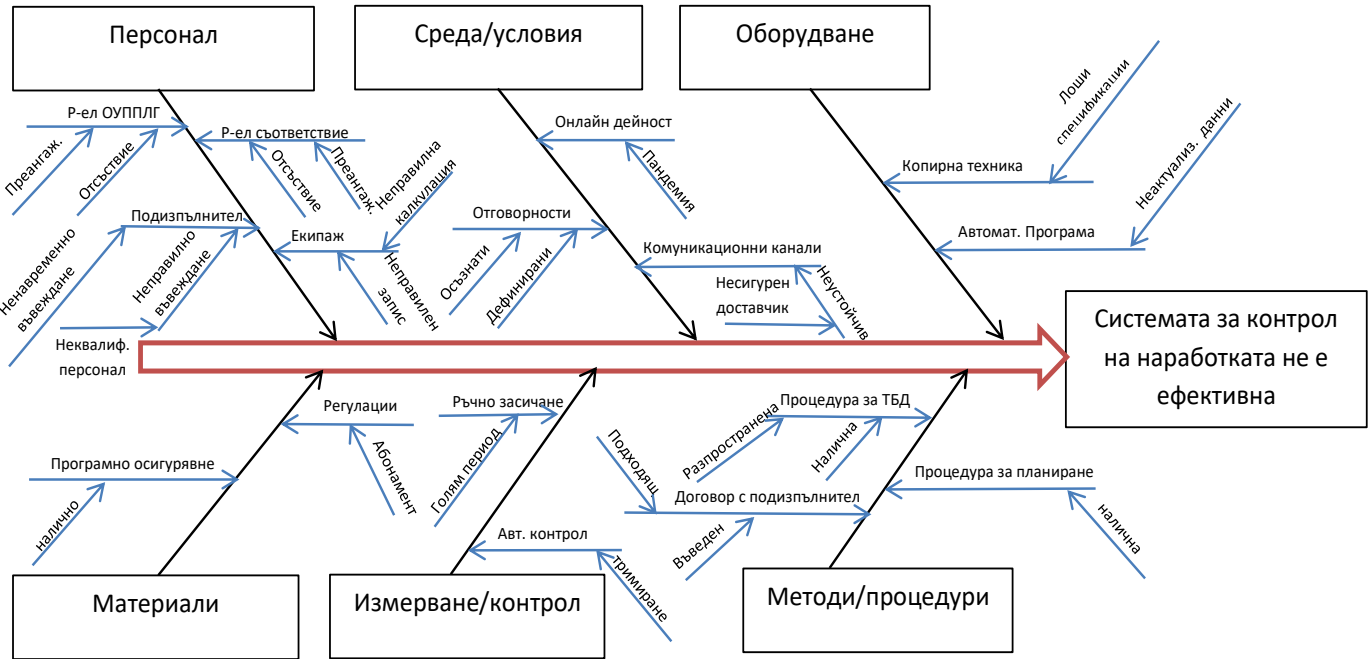 Персонал
Среда/условия
Оборудване
Р-ел ОУППЛГ
Преангаж.
Отсъствие
Р-ел съответствие
Отсъствие
Преангаж.
Подизпълнител
Ненавременно
въвеждане
Неправилно
въвеждане
Неквалиф.
персонал
Екипаж
Неправилна
калкулация
Неправилен
запис
Онлайн дейност
Пандемия
Отговорности
Осъзнати
Дефинирани
Комуникационни канали
Неустойчив
Несигурен
доставчик
Копирна техника
Лоши
спецификации
Автомат. Програма
Неактуализ. данни
Системата за контрол
на наработката не е
ефективна
Регулации
Абонамент
Програмно осигурявне
налично
Ръчно засичане
Голям период
Авт. контрол
тримиране
Процедура за ТБД
Разпространена
Налична
Договор с подизпълнител
Подходящ
Въведен
Процедура за планиране
налична
Материали
Измерване/контрол
Методи/процедури